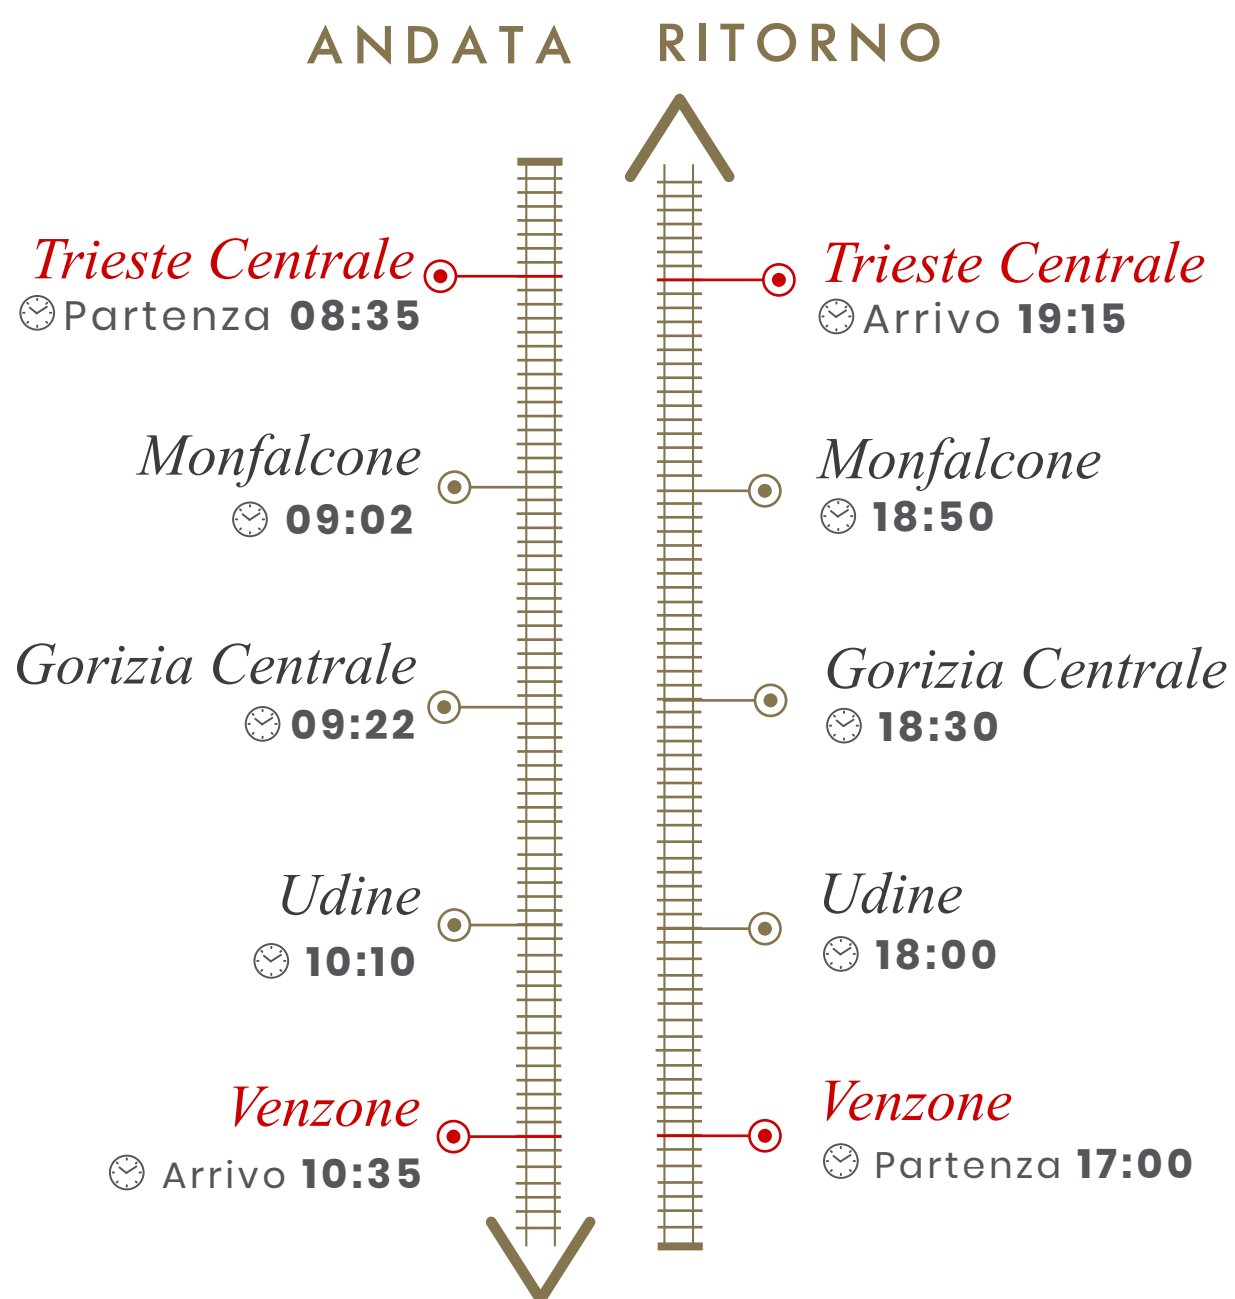 ANDATA
Trieste Centrale
Partenza 08:35
Monfalcone
09:02
Gorizia Centrale
09:22
Udine
10:10
Venzone
Arrivo 10:35
RITORNO
Trieste Centrale
Arrivo 19:15
Monfalcone
18:50
Gorizia Centrale
18:30
Udine
18:00
Venzone
Partenza 17:00